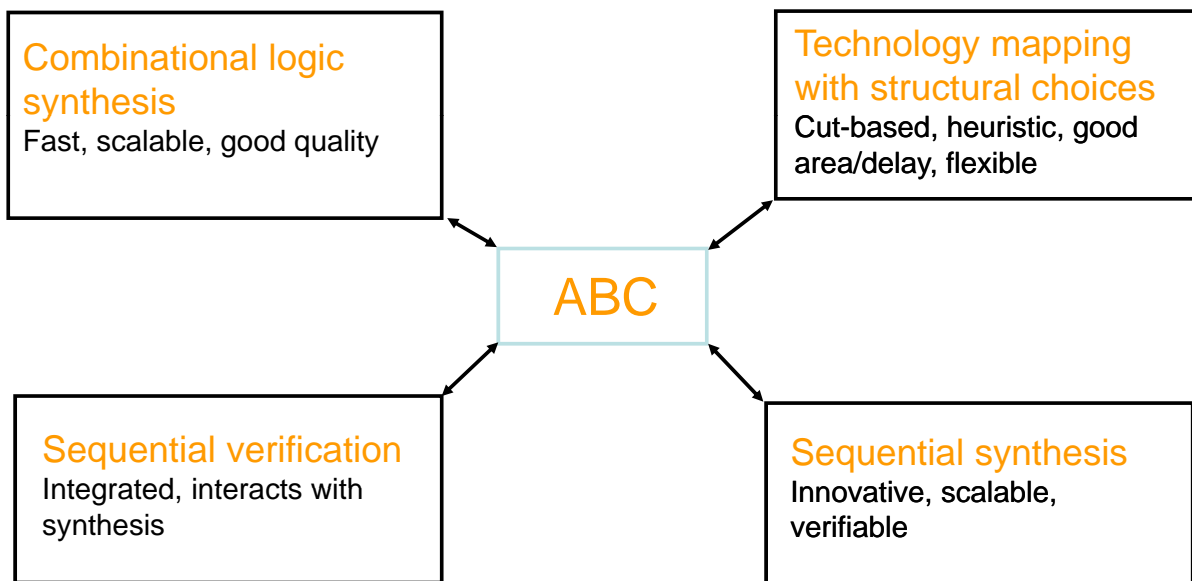 Combinational logic
synthesis
Fast, scalable, good quality
Technology mapping
with structural choices
Cut-based, heuristic, good
area/delay, flexible
ABC
Sequential verification
Integrated, interacts with
synthesis
Sequential synthesis
Innovative, scalable,
verifiable